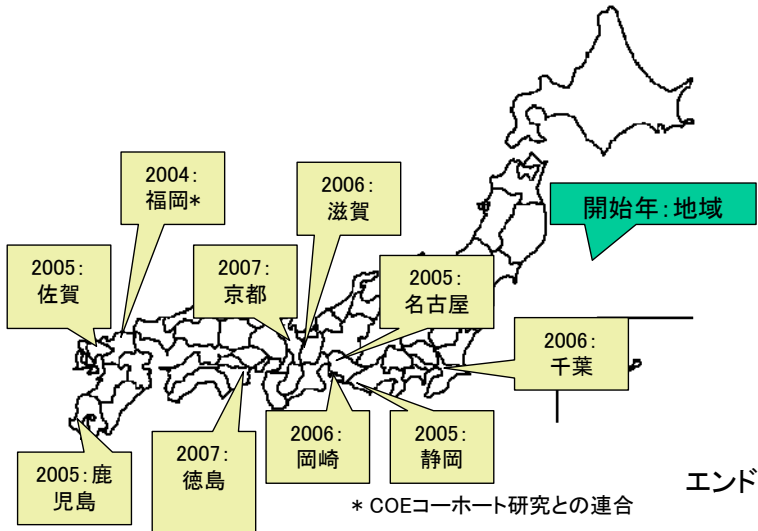 2004：
福岡*
2006：
滋賀
開始年：地域
2005：
佐賀
2007：
京都
2005：
名古屋
2006：
千葉
2005：鹿
児島
2007：
徳島
2006：
岡崎
2005：
静岡
* COEコーホート研究との連合
エンド